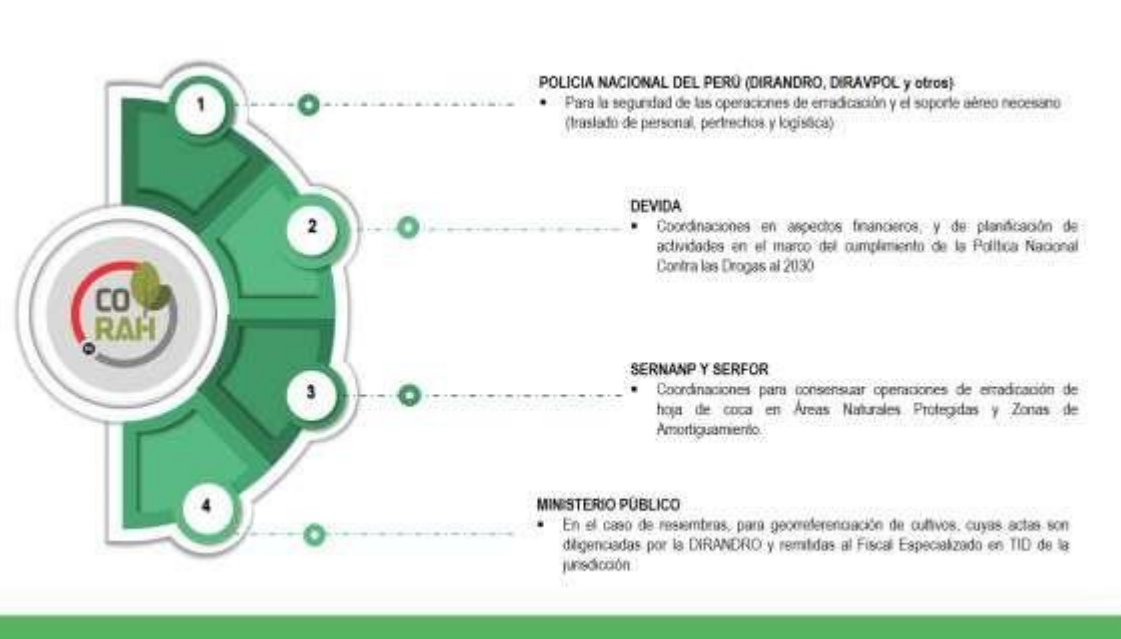 1
POLICIA NACIONAL DEL PERÚ (DIRANDRO, DIRAVPOL y otros)
▪ Para la seguridad de las operaciones de erradicación y el soporte aéreo necesario
(traslado de personal, pertrechos y logística)
2
DEVIDA
▪ Coordinaciones en aspectos financieros, y de planificación de
actividades en el marco del cumplimiento de la Política Nacional
Contra las Drogas al 2030
CO
RAH
3
SERNANP Y SERFOR
▪ Coordinaciones para consensuar operaciones de erradicación de
hoja de coca en Áreas Naturales Protegidas y Zonas de
Amortiguamiento.
4
MINISTERIO PÚBLICO
▪ En el caso de resiembras, para georreferenciación de cultivos, cuyas actas son
diligenciadas por la DIRANDRO y remitidas al Fiscal Especializado en TID de la
jurisdicción